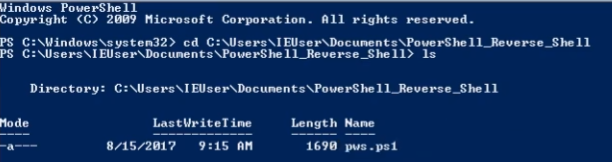 Windows PowerShell
Copyright (C) 2009 Microsoft Corporation. All rights reserved.
PS C:\Windows\system32> cd C:\Users\IEUser\Documents\PowerShell_Reverse_Shell
PS C:\Users\IEUser\Documents\PowerShell_Reverse_Shell> ls
Directory: C:\Users\IEUser\Documents\PowerShell_Reverse_Shell
Mode LastWriteTime Length Name
---- ------------- ------ ----
-a--- 8/15/2017 9:15 AM 1690 pws.ps1